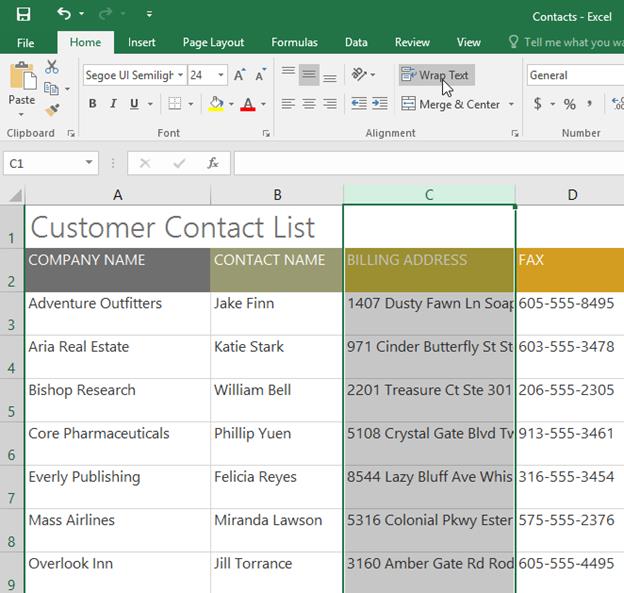 Contacts - Excel
File Home Insert Page Layout Formulas Data Review View Tell me what you wa
Paste
Segoe UI Semiligh 24 A A
B I U A
Wrap Text
Merge & Center
General
$ % ,
Clipboard Font Alignment Number
C1 fx
A B C D
1 Customer Contact List
2 COMPANY NAME CONTACT NAME BILLING ADDRESS FAX
3 Adventure Outfitters Jake Finn 1407 Dusty Fawn Ln Soap 605-555-8495
4 Aria Real Estate Katie Stark 971 Cinder Butterfly St St 603-555-3478
5 Bishop Research William Bell 2201 Treasure Ct Ste 301 206-555-2305
6 Core Pharmaceuticals Phillip Yuen 5108 Crystal Gate Blvd Tw 913-555-3461
7 Everly Publishing Felicia Reyes 8544 Lazy Bluff Ave Whis 316-555-3454
8 Mass Airlines Miranda Lawson 5316 Colonial Pkwy Ester 575-555-2376
9 Overlook Inn Jill Torrance 3160 Amber Gate Rd Rod 605-555-4495